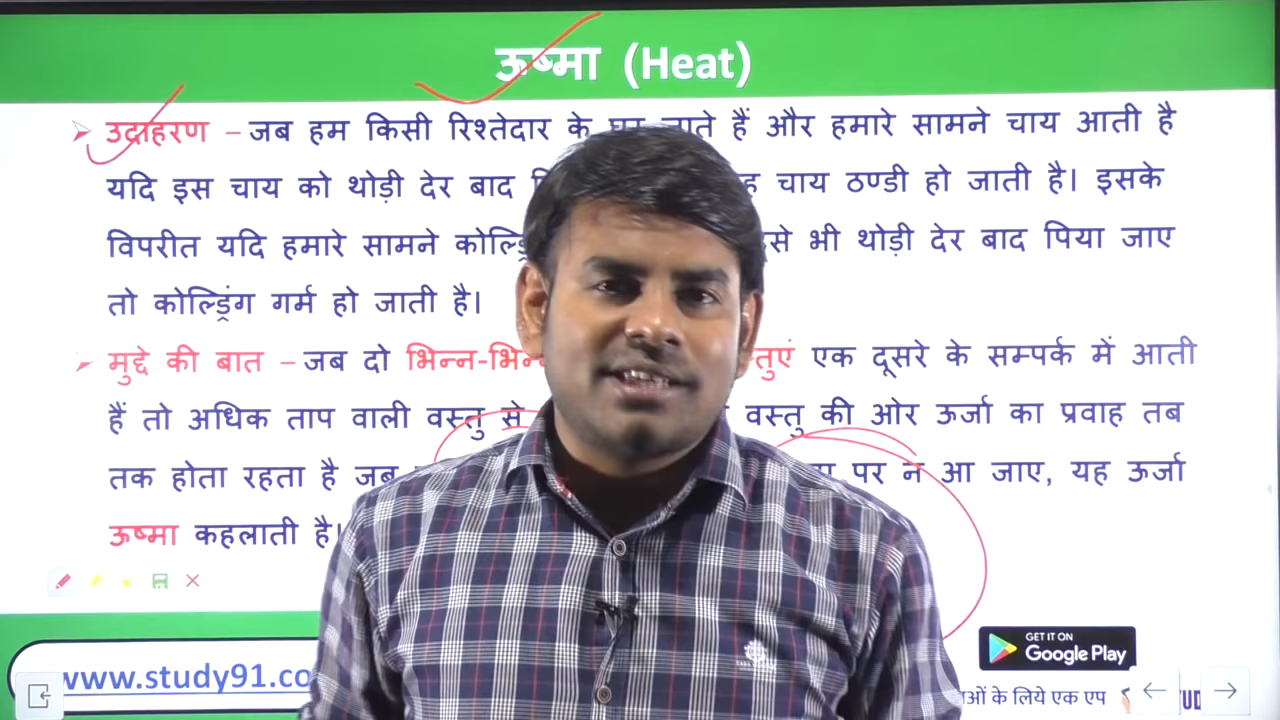 ऊष्मा (Heat)
उदाहरण – जब हम किसी रिश्तेदार के घर जाते हैं और हमारे सामने चाय आती है
यदि इस चाय को थोड़ी देर बाद चाय ठण्डी हो जाती है। इसके
विपरीत यदि हमारे सामने भी थोड़ी देर बाद पिया जाए
तो कोल्ड्रिंग गर्म हो जाती है।
मुद्दे की बात – जब दो एक दूसरे के सम्पर्क में आती
हैं तो अधिक ताप वाली वस्तु से वस्तु की ओर ऊर्जा का प्रवाह तब
तक होता रहता है जब पर न आ जाए, यह ऊर्जा
ऊष्मा कहलाती है।
www.study91.co
GET IT ON
Google Play
के लिये एक एप